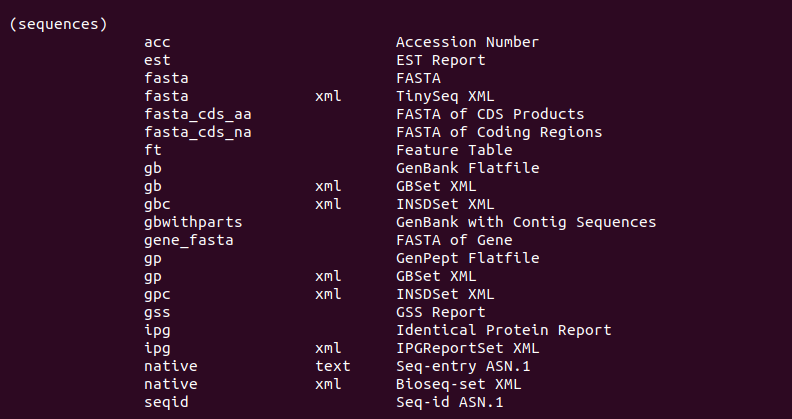 (sequences)
acc Accession Number
est EST Report
fasta FASTA
fasta xml TinySeq XML
fasta_cds_aa FASTA of CDS Products
fasta_cds_na FASTA of Coding Regions
ft Feature Table
gb GenBank Flatfile
gb xml GBSet XML
gbc xml INSDSet XML
gbwithparts GenBank with Contig Sequences
gene_fasta FASTA of Gene
gp GenPept Flatfile
gp xml GBSet XML
gpc xml INSDSet XML
gss GSS Report
ipg Identical Protein Report
ipg xml IPGReportSet XML
native text Seq-entry ASN.1
native xml Bioseq-set XML
seqid Seq-id ASN.1